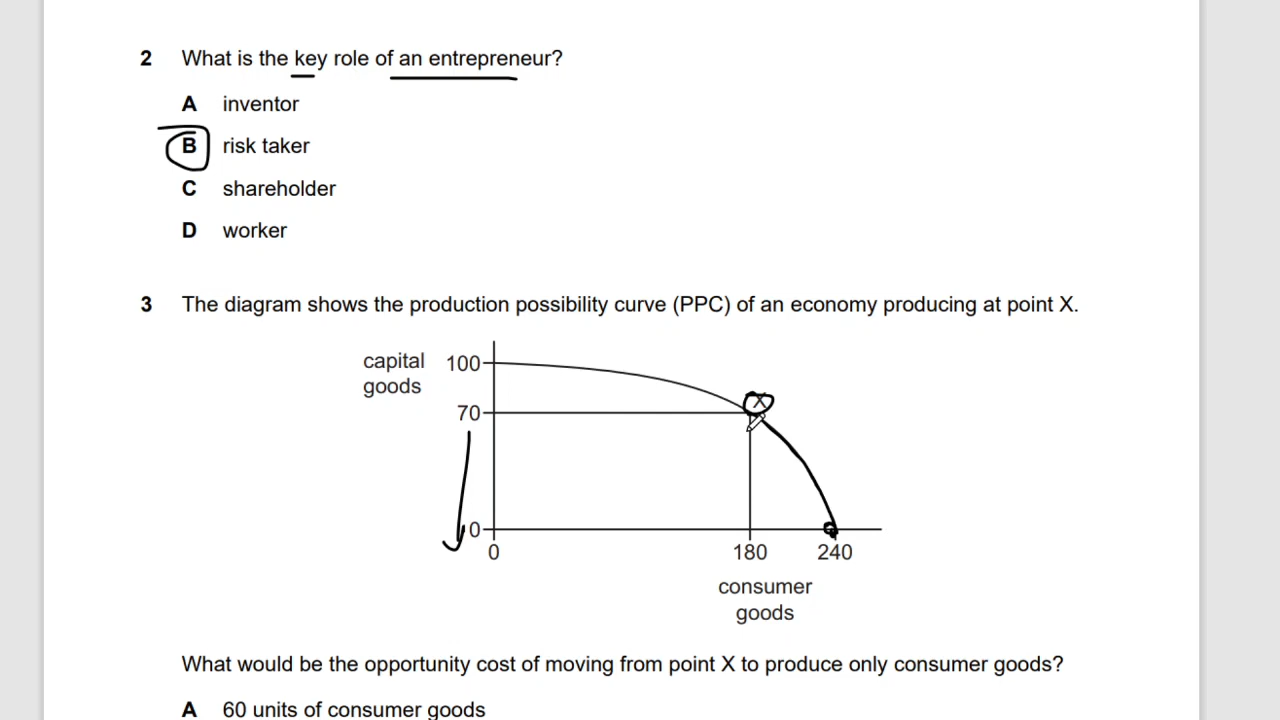 2 What is the key role of an entrepreneur?
A inventor
B risk taker
C shareholder
D worker
3 The diagram shows the production possibility curve (PPC) of an economy producing at point X.
capital
goods
100
70
X
0
0
180
240
consumer
goods
What would be the opportunity cost of moving from point X to produce only consumer goods?
A 60 units of consumer goods